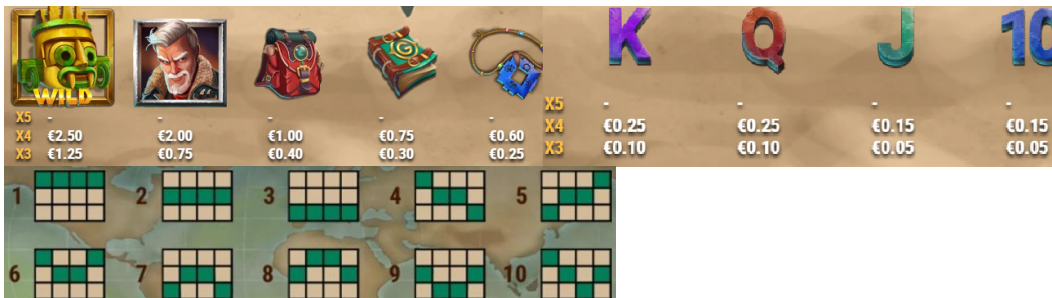 WILD
K Q J 10
X5 - - - - -
X4 €2.50 €2.00 €1.00 €0.75 €0.60
X3 €1.25 €0.75 €0.40 €0.30 €0.25
X5 - - - -
X4 €0.25 €0.25 €0.15 €0.15
X3 €0.10 €0.10 €0.05 €0.05
1 2 3 4 5
6 7 8 9 10